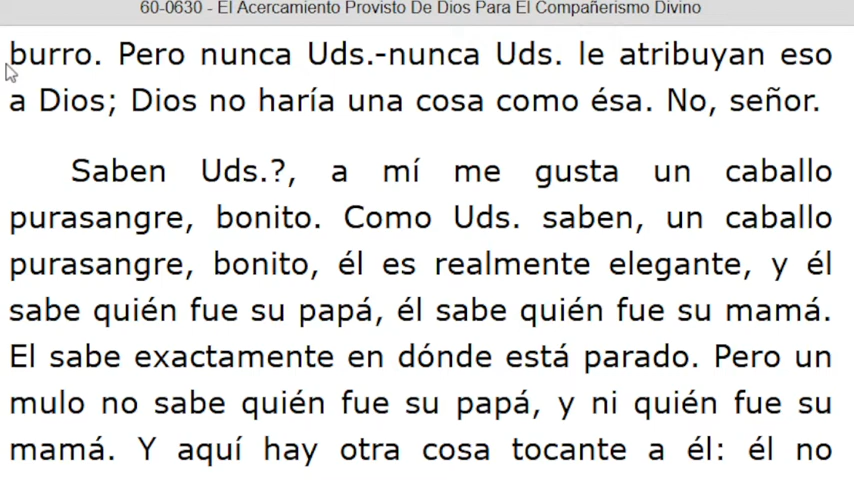 60-0630 - El Acercamiento Provisto De Dios Para El Compañerismo Divino
burro. Pero nunca Uds.-nunca Uds. le atribuyan eso
a Dios; Dios no haría una cosa como ésa. No, señor.
Saben Uds.?, a mí me gusta un caballo
purasangre, bonito. Como Uds. saben, un caballo
purasangre, bonito, él es realmente elegante, y él
sabe quién fue su papá, él sabe quién fue su mamá.
El sabe exactamente en dónde está parado. Pero un
mulo no sabe quién fue su papá, y ni quién fue su
mamá. Y aquí hay otra cosa tocante a él: él no